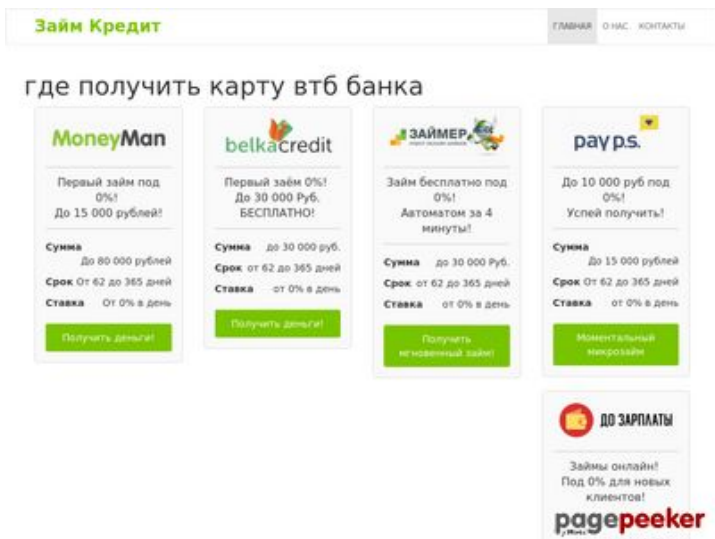 Займ Кредит
ГЛАВНАЯ О НАС КОНТАКТЫ
где получить карту втб банка
MoneyMan
Первый займ под
0%!
До 15 000 рублей!
Сумма
До 80 000 рублей
Срок От 62 до 365 дней
Ставка От 0% в день
Получить деньги!
belkacredit
Первый заём 0%!
До 30 000 Руб.
БЕСПЛАТНО!
Сумма до 30 000 руб.
Срок от 62 до 365 дней
Ставка от 0% в день
Получить деньги!
ЗАЙМЕР
Займ бесплатно под
0%!
Автоматом за 4
минуты!
Сумма до 30 000 Руб.
Срок от 62 до 365 дней
Ставка от 0% в день
Получить
мгновенный займ!
pay p.s.
До 10 000 руб под
0%!
Успей получить!
Сумма
До 15 000 рублей
Срок От 62 до 365 дней
Ставка от 0% в день
Моментальный
микрозайм
ДО ЗАРПЛАТЫ
Займы онлайн!
Под 0% для новых
клиентов!
pagepeeker